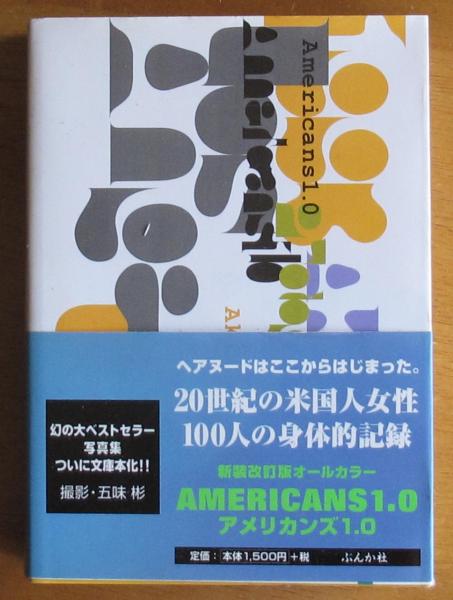 Americans1.0
Ak
ヘアヌードはここからはじまった。
20世紀の米国人女性
100人の身体的記録
幻の大ベストセラー
写真集
ついに文庫本化!!
撮影・五味 彬
新装改訂版オールカラー
AMERICANS1.0
アメリカンズ1.0
定価：本体1,500円+税 ぶんか社